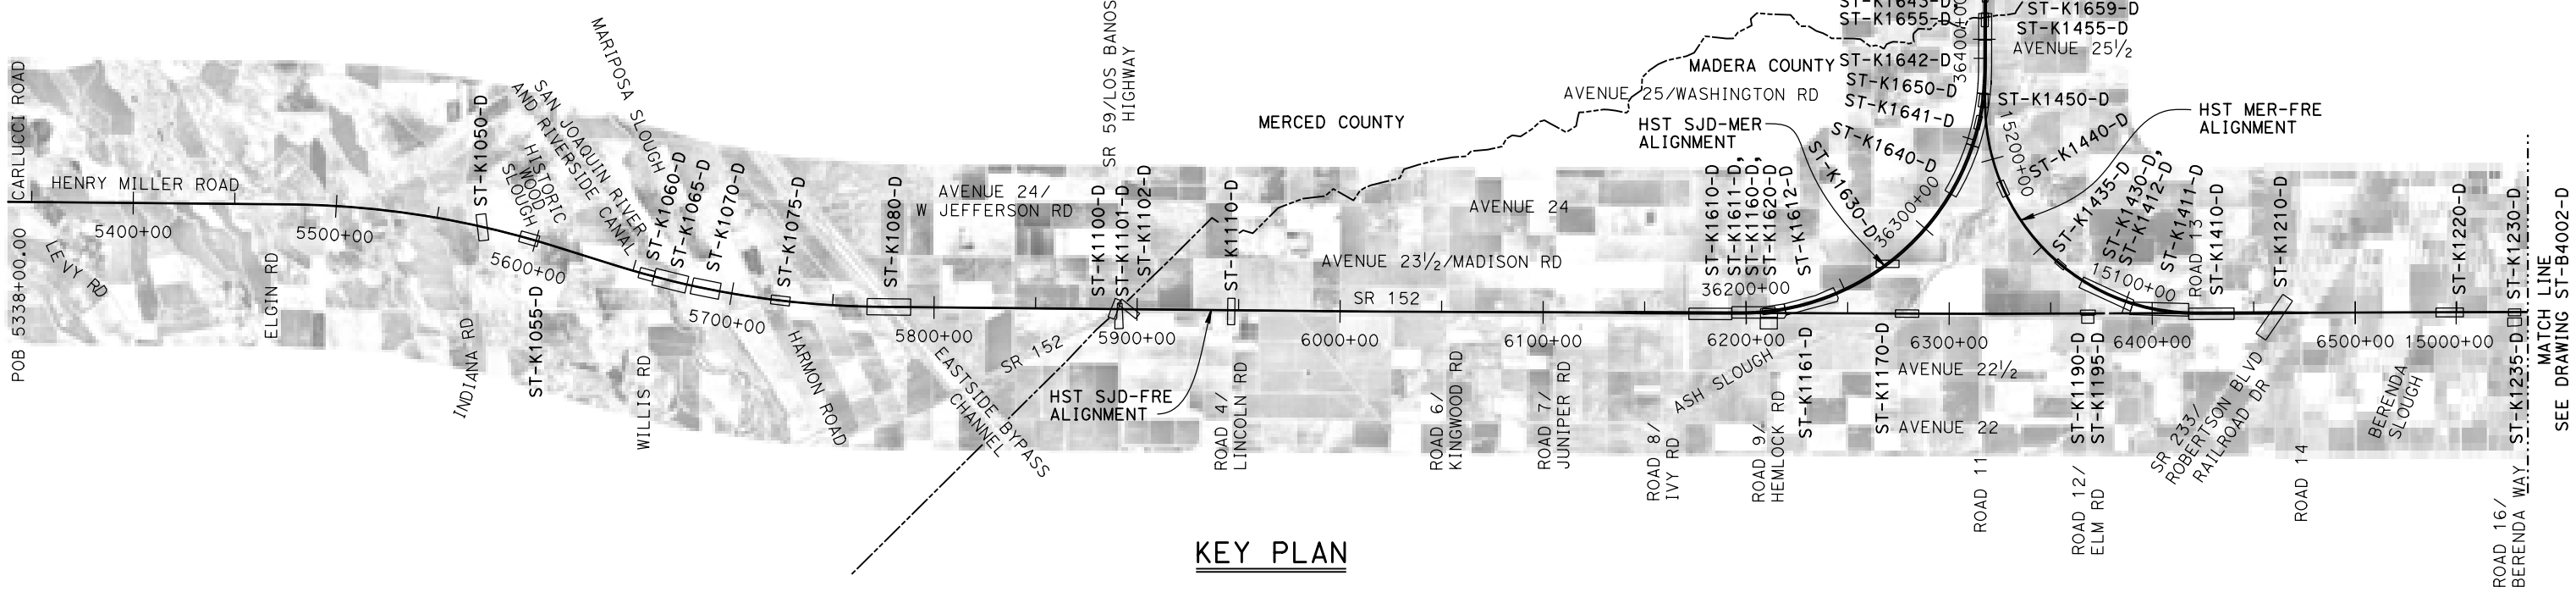 CARLUCCI ROAD
POB 5338+00.00
HENRY MILLER ROAD
5400+00
LEVY RD
5500+00
ELGIN RD
ST-K1050-D
INDIANA RD
5600+00
ST-K1055-D
HISTORIC
WOOD
SLOUGH
SAN JOAQUIN RIVER
AND RIVERSIDE CANAL
MARIPOSA SLOUGH
WILLIS RD
ST-K1060-D
ST-K1065-D
ST-K1070-D
5700+00
ST-K1075-D
HARMON ROAD
ST-K1080-D
5800+00
AVENUE 24/
W JEFFERSON RD
EASTSIDE BYPASS
CHANNEL
SR 152
SR 59/LOS BANOS
HIGHWAY
ST-K1100-D
ST-K1101-D
ST-K1102-D
5900+00
HST SJD-FRE
ALIGNMENT
ST-K1110-D
ROAD 4/
LINCOLN RD
MERCED COUNTY
MADERA COUNTY
AVENUE 23½/MADISON RD
SR 152
6000+00
ROAD 6/
KINGWOOD RD
AVENUE 24
6100+00
ROAD 7/
JUNIPER RD
AVENUE 25/WASHINGTON RD
HST SJD-MER
ALIGNMENT
ROAD 8/
IVY RD
ST-K1610-D
ST-K1611-D,
ST-K1160-D,
ST-K1620-D
ST-K1612-D
36200+00
6200+00
ASH SLOUGH
ROAD 9/
HEMLOCK RD
ST-K1161-D
ST-K1170-D
ST-K1630-D
36300+00
ST-K1640-D
ST-K1641-D
ST-K1650-D
ST-K1642-D
ST-K1655-D
ST-K1643-D,
36400+00
ST-K1659-D
ST-K1455-D
AVENUE 25½
ST-K1450-D
15200+00
ST-K1440-D
HST MER-FRE
ALIGNMENT
ST-K1435-D
ST-K1430-D,
ST-K1412-D
ST-K1411-D
ROAD 13
ST-K1410-D
15100+00
6300+00
AVENUE 22½
AVENUE 22
ROAD 11
ST-K1190-D
ST-K1195-D
ROAD 12/
ELM RD
6400+00
SR 233/
ROBERTSON BLVD
RAILROAD DR
ST-K1210-D
ROAD 14
6500+00
BERENDA
SLOUGH
ST-K1220-D
15000+00
ST-K1230-D
ST-K1235-D
ROAD 16/
BERENDA WAY
MATCH LINE
SEE DRAWING ST-B4002-D
KEY PLAN